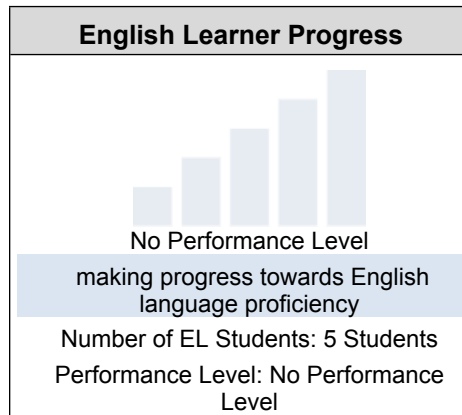 English Learner Progress
No Performance Level
making progress towards English
language proficiency
Number of EL Students: 5 Students
Performance Level: No Performance
Level